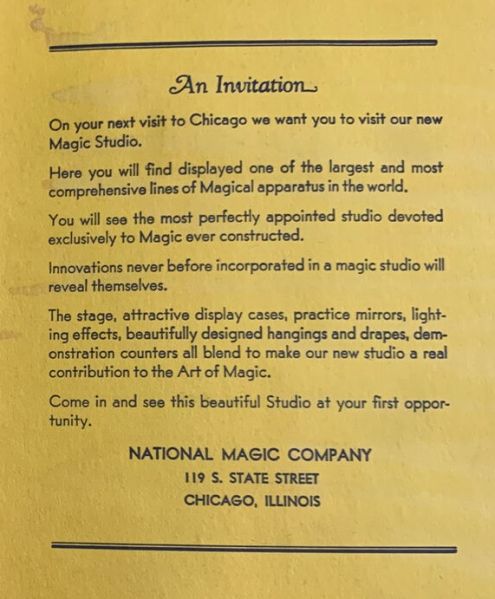 An Invitation
On your next visit to Chicago we want you to visit our new
Magic Studio.
Here you will find displayed one of the largest and most
comprehensive lines of Magical apparatus in the world.
You will see the most perfectly appointed studio devoted
exclusively to Magic ever constructed.
Innovations never before incorporated in a magic studio will
reveal themselves.
The stage, attractive display cases, practice mirrors, light-
ing effects, beautifully designed hangings and drapes, dem-
onstration counters all blend to make our new studio a real
contribution to the Art of Magic.
Come in and see this beautiful Studio at your first oppor-
tunity.
NATIONAL MAGIC COMPANY
119 S. STATE STREET
CHICAGO, ILLINOIS